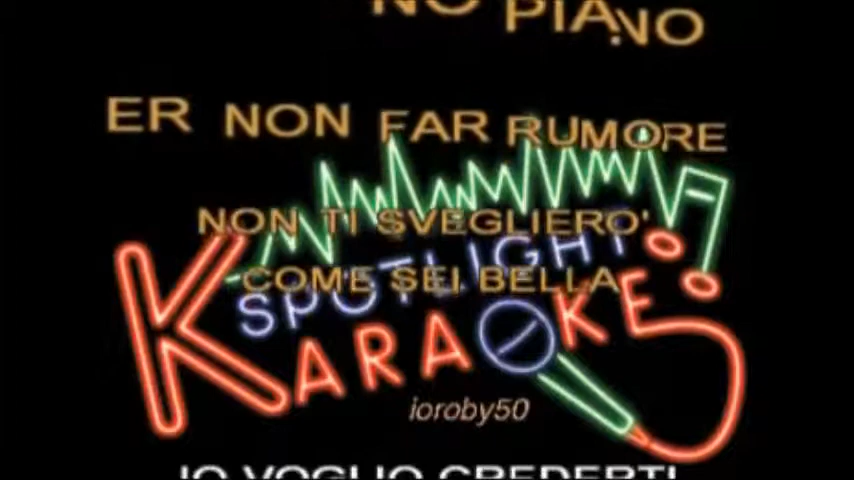 NO PIANO
ER NON FAR RUMORE
NON TI SVEGLIERO'
COME SEI BELLA
SPOTLIGHT
KARAOKE
ioroby50
IO VOGLIO CREDERTI